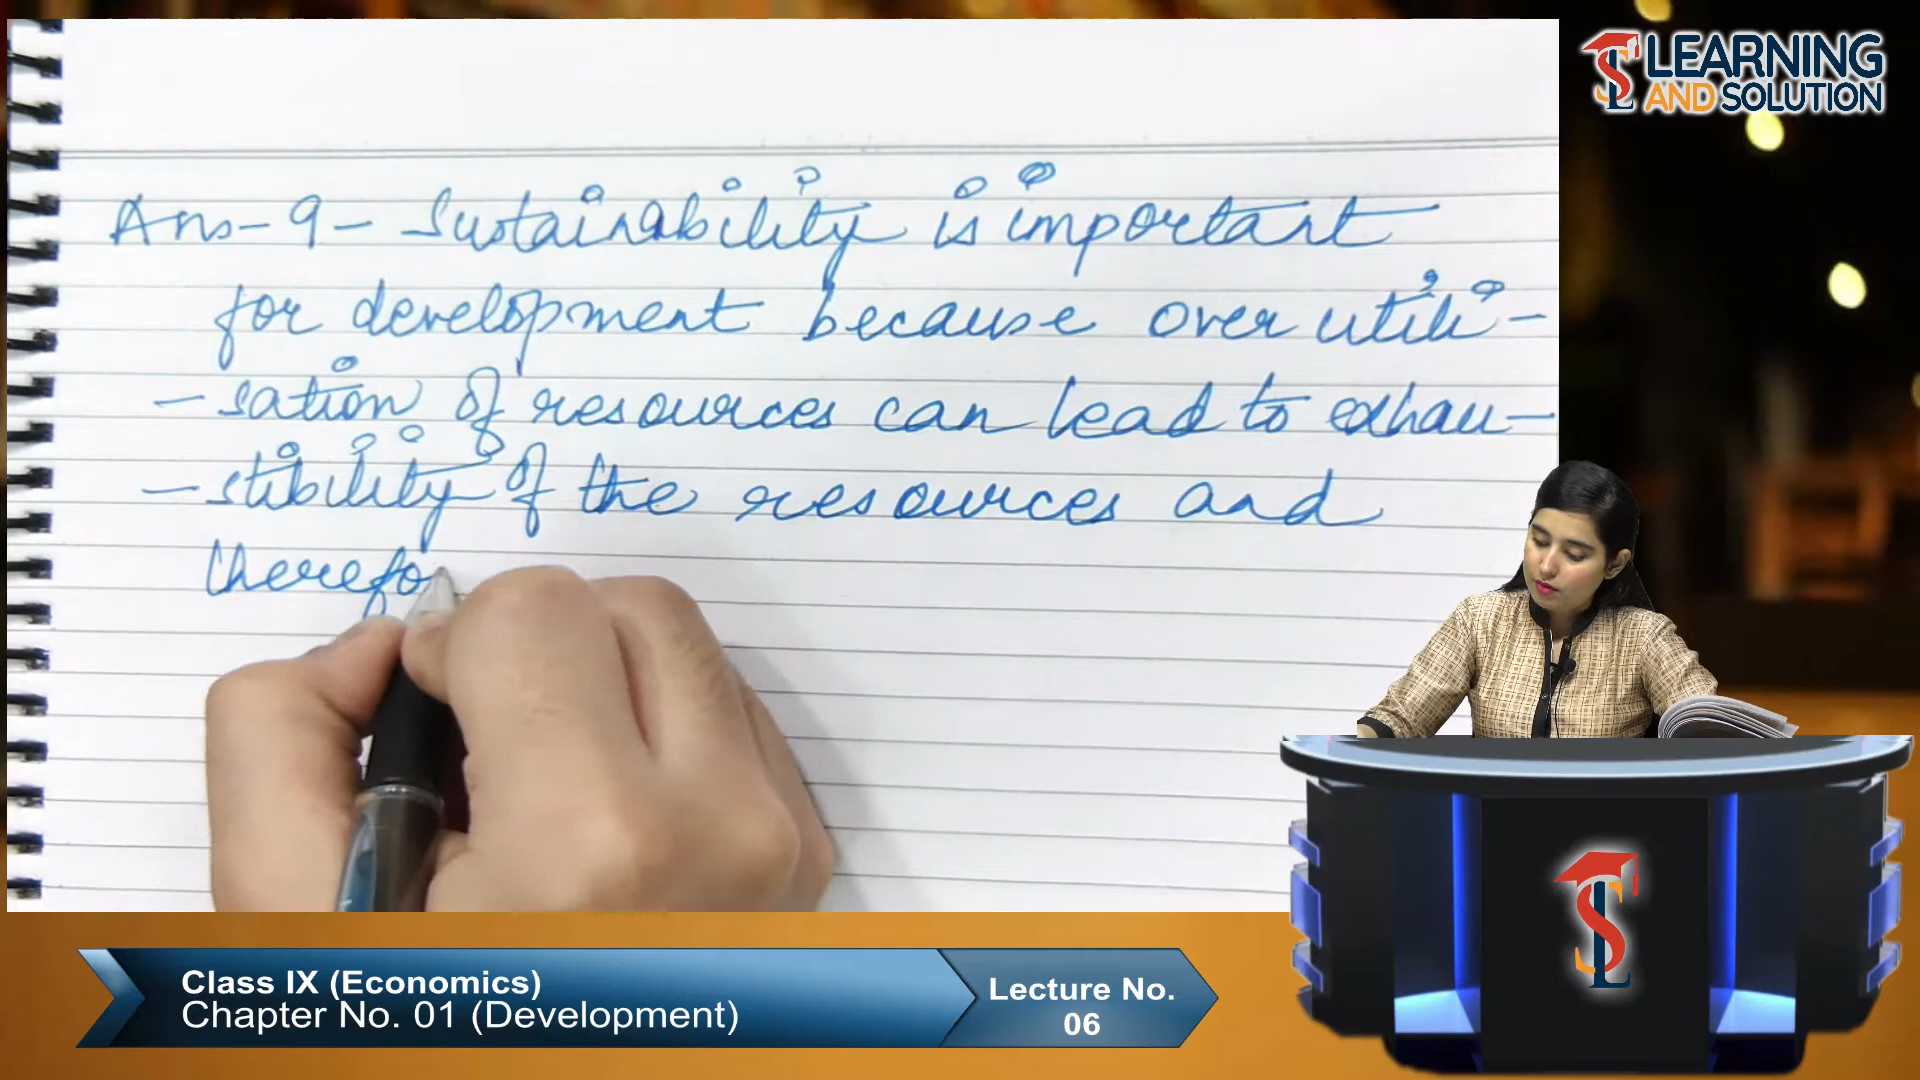 LEARNING
AND SOLUTION
Ans-9- Sustainability is important
for development because over utili-
-sation of resources can lead to exhau-
-stibility of the resources and
therefo
Class IX (Economics)
Chapter No. 01 (Development)
Lecture No.
06